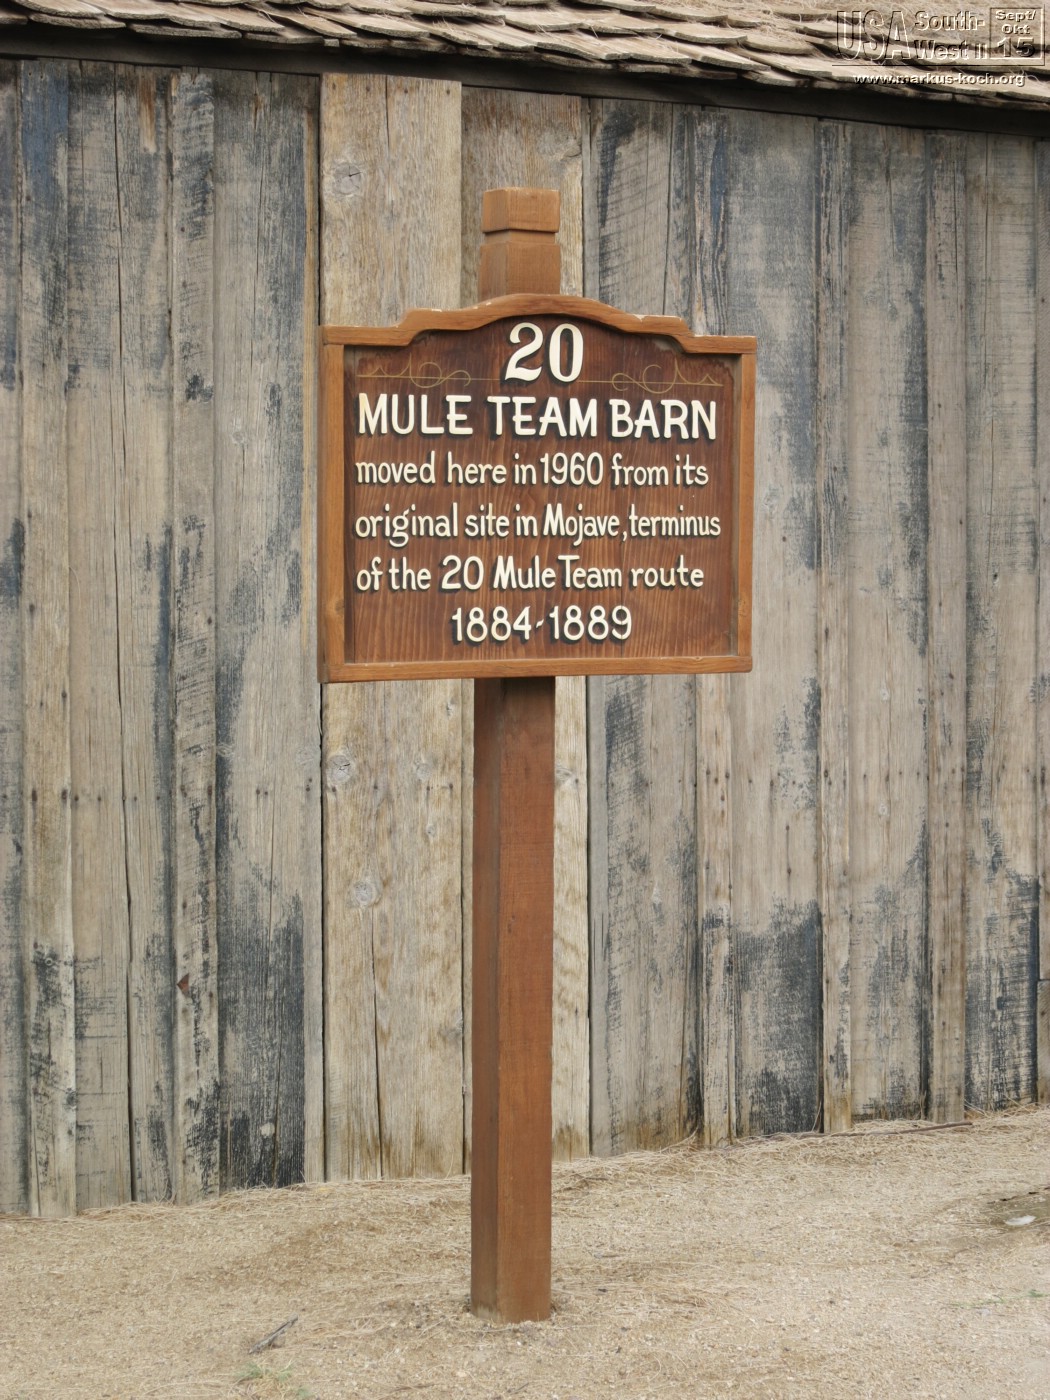 USA South-West II Sept/Okt 15
www.markus-koch.org
20
MULE TEAM BARN
moved here in 1960 from its
original site in Mojave, terminus
of the 20 Mule Team route
1884-1889